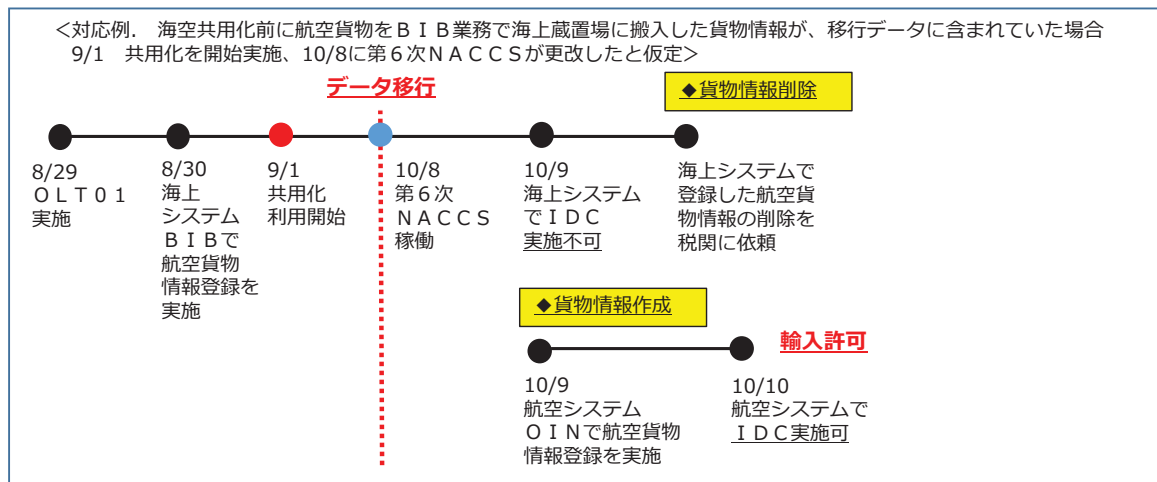 ＜対応例． 海空共用化前に航空貨物をＢＩＢ業務で海上蔵置場に搬入した貨物情報が、移行データに含まれていた場合
9/1 共用化を開始実施、10/8に第６次ＮＡＣＣＳが更改したと仮定＞
データ移行
◆貨物情報削除
8/29
ＯＬＴ０１
実施
8/30
海上
システム
ＢＩＢで
航空貨物
情報登録を
実施
9/1
共用化
利用開始
10/8
第６次
ＮＡＣＣＳ
稼働
10/9
海上システム
でＩＤＣ
実施不可
海上システムで
登録した航空貨
物情報の削除を
税関に依頼
◆貨物情報作成
輸入許可
10/9
航空システム
ＯＩＮで航空貨物
情報登録を実施
10/10
航空システムで
ＩＤＣ実施可